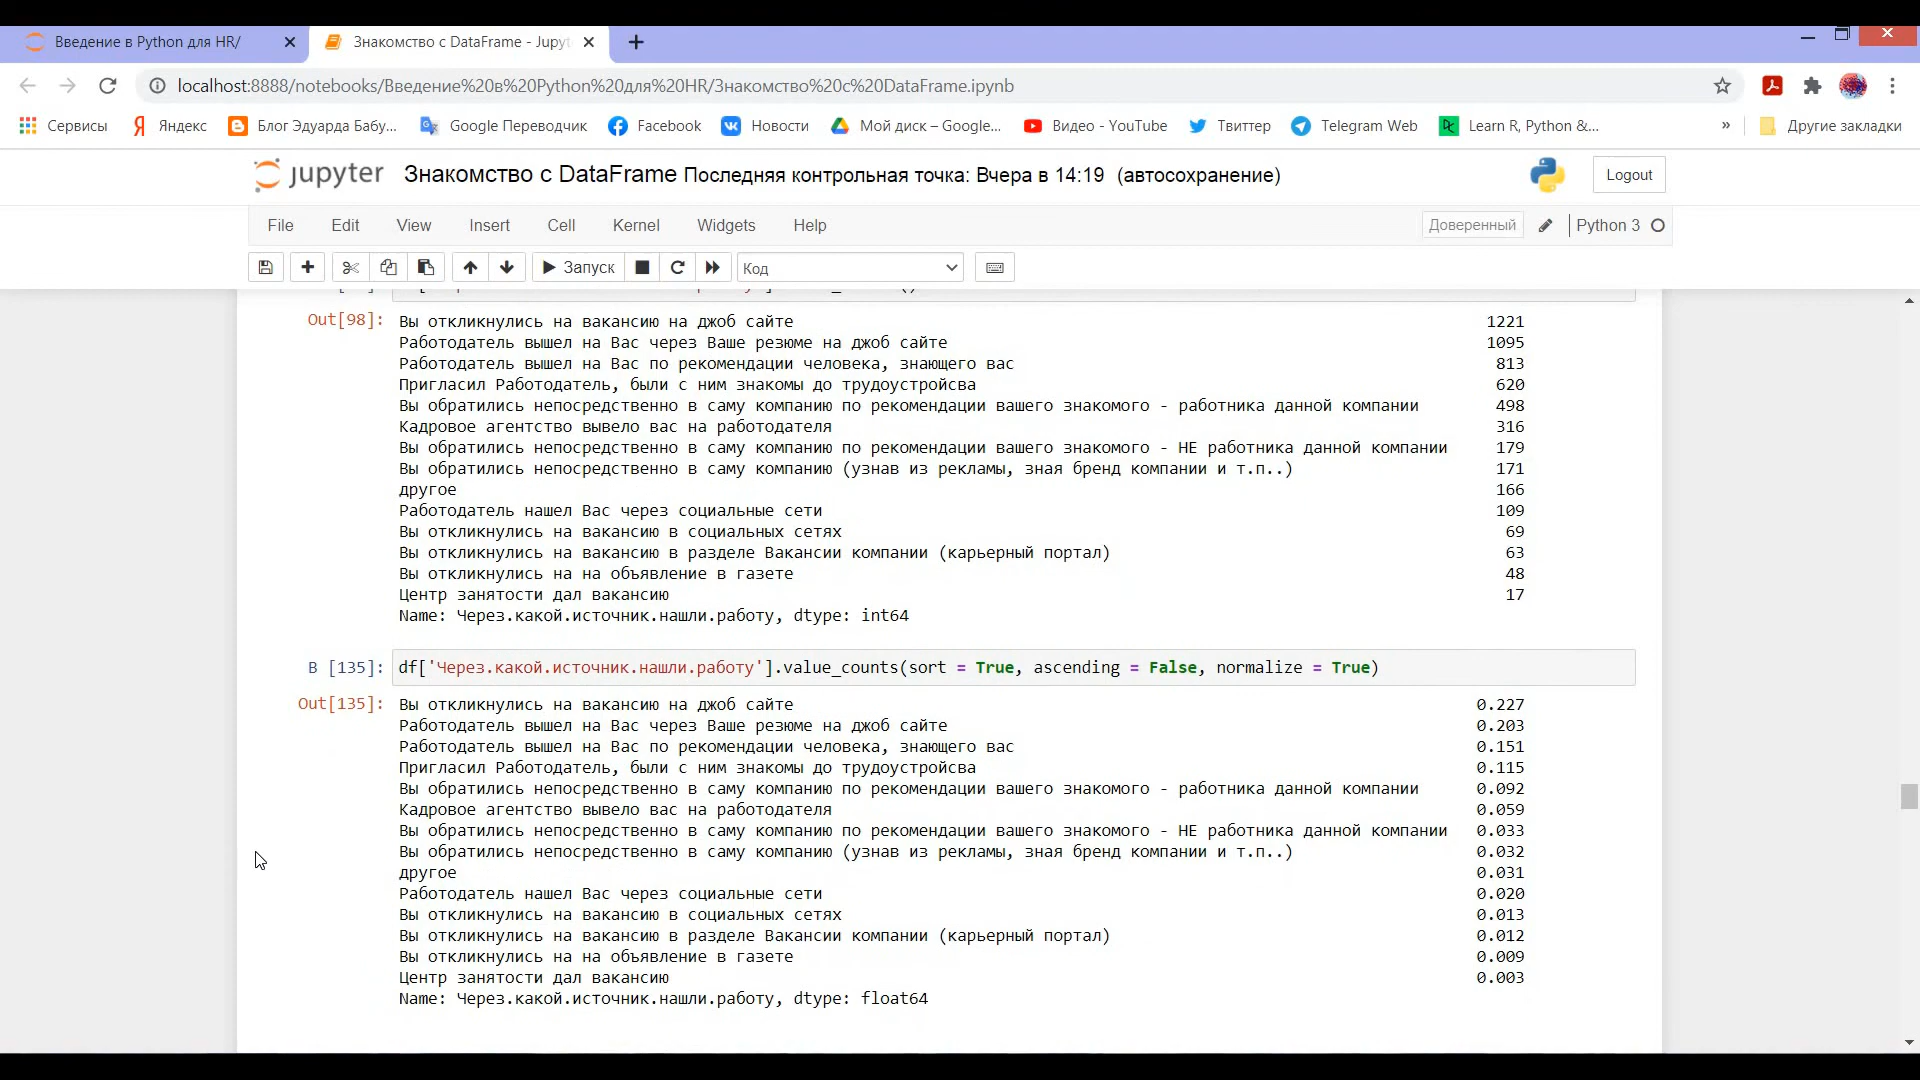 Введение в Python для HR/
Знакомство с DataFrame - Jupyt
localhost:8888/notebooks/Введение%20в%20Python%20для%20HR/Знакомство%20с%20DataFrame.ipynb
Сервисы Яндекс Блог Эдуарда Бабу... Google Переводчик Facebook Новости Мой диск – Google... Видео - YouTube Твиттер Telegram Web Learn R, Python &... » Другие закладки
jupyter Знакомство с DataFrame Последняя контрольная точка: Вчера в 14:19 (автосохранение) Logout
File Edit View Insert Cell Kernel Widgets Help Доверенный Python 3
Запуск Код
Out[98]: Вы откликнулись на вакансию на джоб сайте 1221
Работодатель вышел на Вас через Ваше резюме на джоб сайте 1095
Работодатель вышел на Вас по рекомендации человека, знающего вас 813
Пригласил Работодатель, были с ним знакомы до трудоустройсва 620
Вы обратились непосредственно в саму компанию по рекомендации вашего знакомого - работника данной компании 498
Кадровое агентство вывело вас на работодателя 316
Вы обратились непосредственно в саму компанию по рекомендации вашего знакомого - НЕ работника данной компании 179
Вы обратились непосредственно в саму компанию (узнав из рекламы, зная бренд компании и т.п..) 171
другое 166
Работодатель нашел Вас через социальные сети 109
Вы откликнулись на вакансию в социальных сетях 69
Вы откликнулись на вакансию в разделе Вакансии компании (карьерный портал) 63
Вы откликнулись на на объявление в газете 48
Центр занятости дал вакансию 17
Name: Через.какой.источник.нашли.работу, dtype: int64
В [135]: df['Через.какой.источник.нашли.работу'].value_counts(sort = True, ascending = False, normalize = True)
Out[135]: Вы откликнулись на вакансию на джоб сайте 0.227
Работодатель вышел на Вас через Ваше резюме на джоб сайте 0.203
Работодатель вышел на Вас по рекомендации человека, знающего вас 0.151
Пригласил Работодатель, были с ним знакомы до трудоустройсва 0.115
Вы обратились непосредственно в саму компанию по рекомендации вашего знакомого - работника данной компании 0.092
Кадровое агентство вывело вас на работодателя 0.059
Вы обратились непосредственно в саму компанию по рекомендации вашего знакомого - НЕ работника данной компании 0.033
Вы обратились непосредственно в саму компанию (узнав из рекламы, зная бренд компании и т.п..) 0.032
другое 0.031
Работодатель нашел Вас через социальные сети 0.020
Вы откликнулись на вакансию в социальных сетях 0.013
Вы откликнулись на вакансию в разделе Вакансии компании (карьерный портал) 0.012
Вы откликнулись на на объявление в газете 0.009
Центр занятости дал вакансию 0.003
Name: Через.какой.источник.нашли.работу, dtype: float64